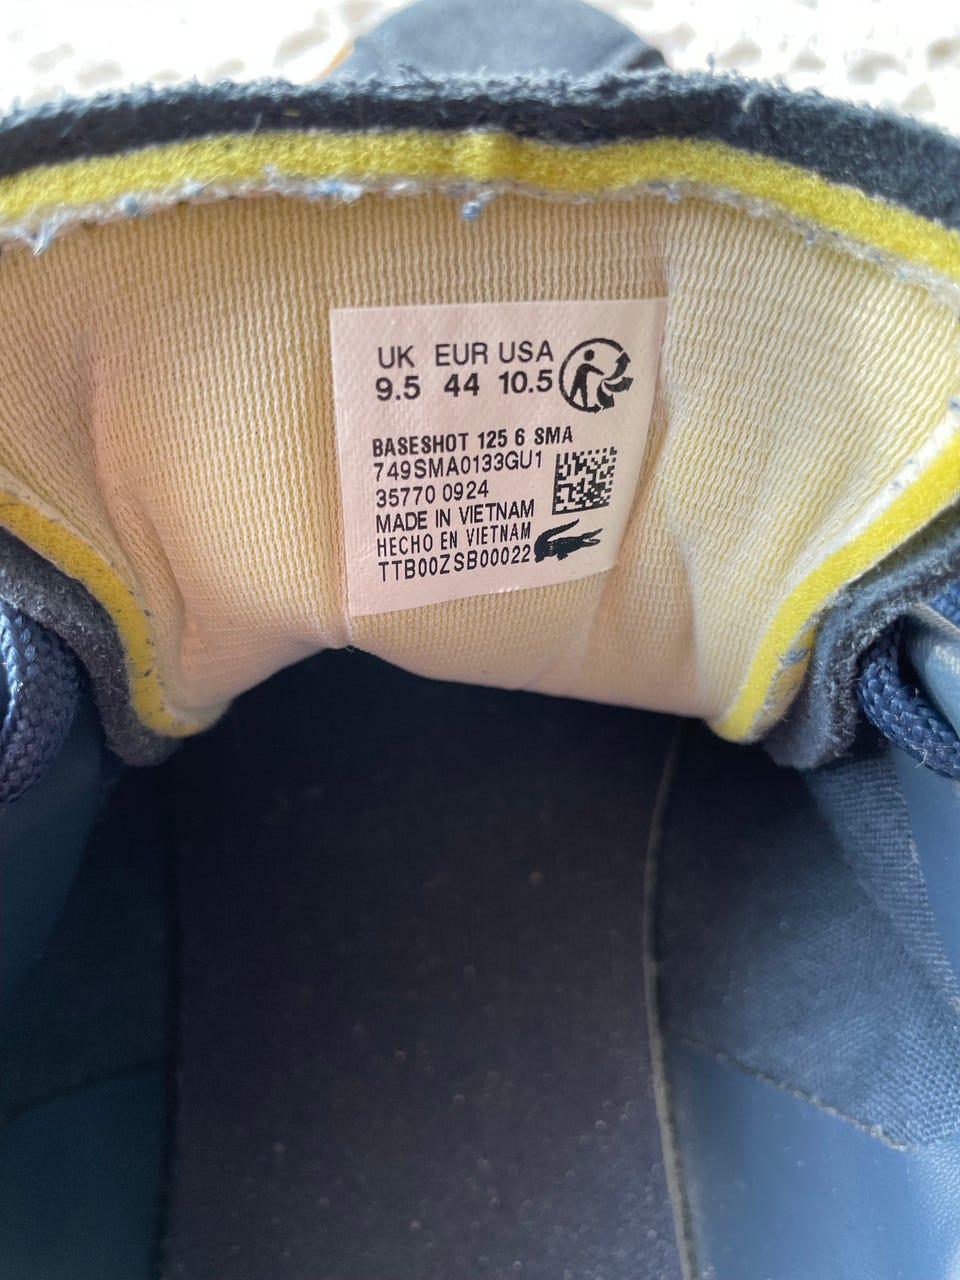 UK EUR USA
9.5 44 10.5
BASESHOT 125 6 SMA
749SMA0133GU1
35770 0924
MADE IN VIETNAM
HECHO EN VIETNAM
TTB00ZSB00022